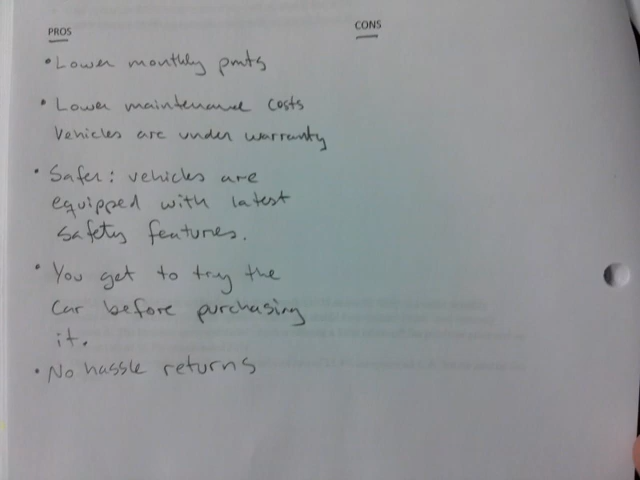 PROS
CONS
• Lower monthly pmts
• Lower maintenance costs
Vehicles are under warranty
• Safer: vehicles are
equipped with latest
safety features.
• You get to try the
car before purchasing
it.
• No hassle returns